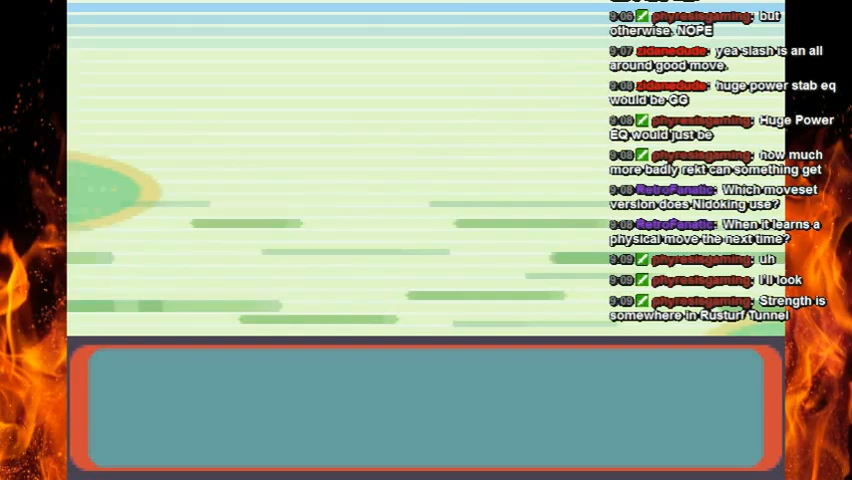 9:06 phyresisgaming: but
otherwise. NOPE
9:07 zidanedude: yea slash is an all
around good move.
9:08 zidanedude: huge power stab eq
would be GG
9:08 phyresisgaming: Huge Power
EQ would just be
9:08 phyresisgaming: how much
more badly rekt can something get
9:08 RetroFanatic: Which moveset
version does Nidoking use?
9:08 RetroFanatic: When it learns a
physical move the next time?
9:09 phyresisgaming: uh
9:09 phyresisgaming: I'll look
9:09 phyresisgaming: Strength is
somewhere in Rusturf Tunnel